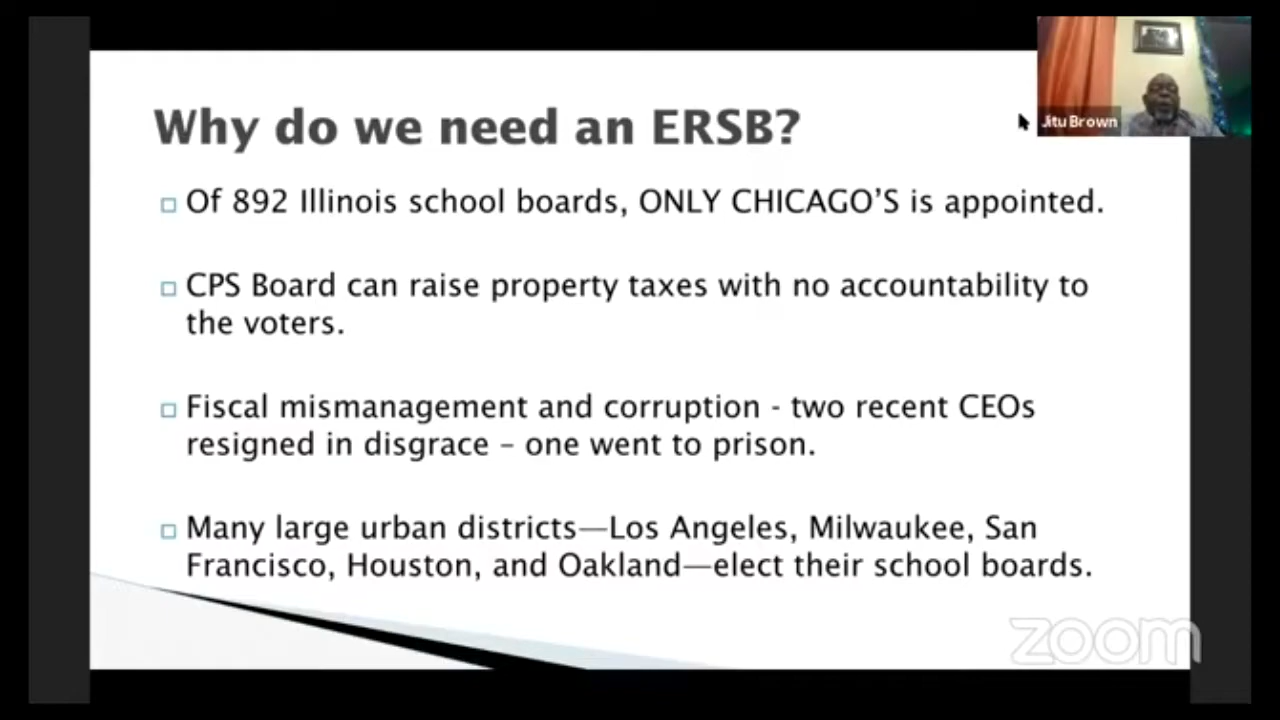 Why do we need an ERSB?
Jitu Brown
▫ Of 892 Illinois school boards, ONLY CHICAGO’S is appointed.
▫ CPS Board can raise property taxes with no accountability to
the voters.
▫ Fiscal mismanagement and corruption - two recent CEOs
resigned in disgrace – one went to prison.
▫ Many large urban districts—Los Angeles, Milwaukee, San
Francisco, Houston, and Oakland—elect their school boards.
zoom